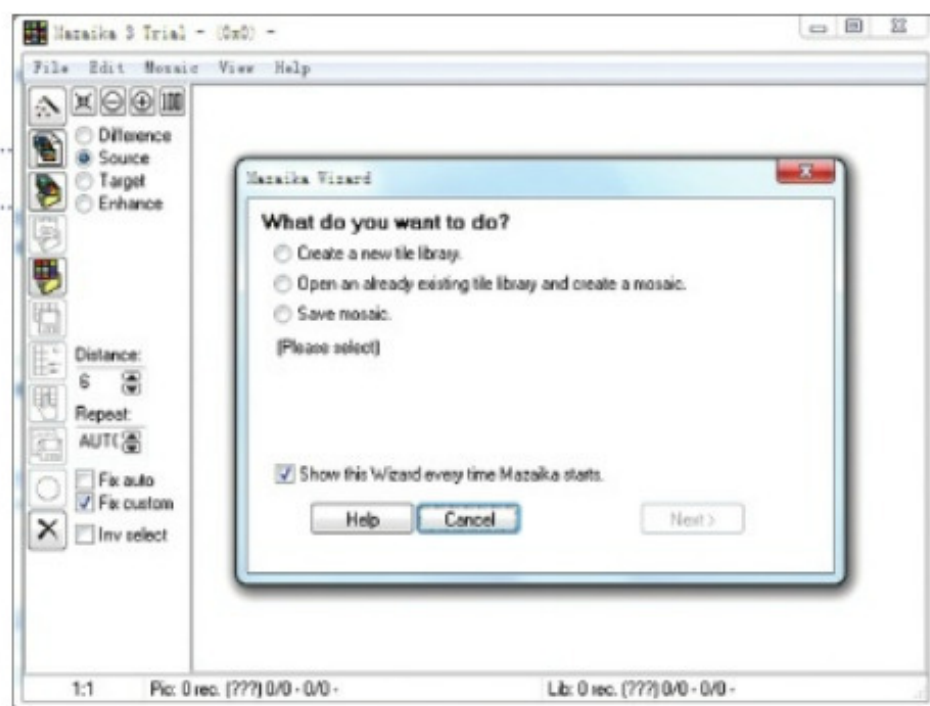 Mazaika 3 Trial - (0x0) -
File Edit Mosaic View Help
100
Difference
Source
Target
Enhance
Distance:
6
Repeat:
AUTO
Fix auto
Fix custom
Inv select
Mazaika Wizard
What do you want to do?
Create a new tile library.
Open an already existing tile library and create a mosaic.
Save mosaic.
(Please select)
Show this Wizard every time Mazaika starts.
Help Cancel Next >
1:1 Pic: 0 rec. (???) 0/0 - 0/0 - Lib: 0 rec. (???) 0/0 - 0/0 -